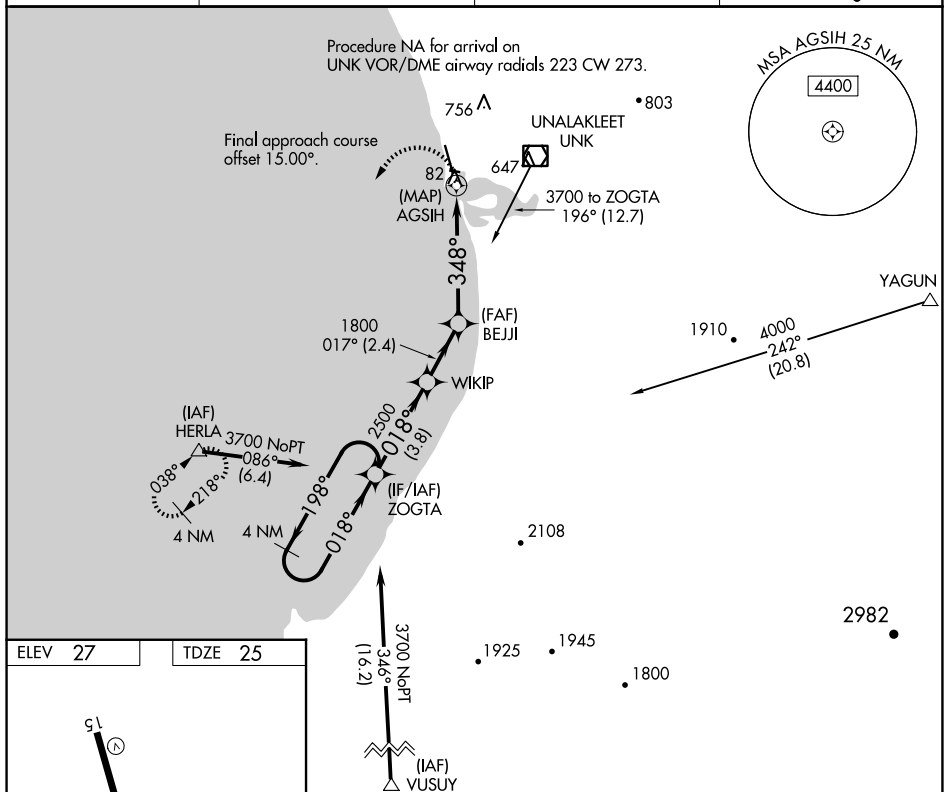 Procedure NA for arrival on
UNK VOR/DME airway radials 223 CW 273.
MSA AGSIH 25 NM
4400
756
803
UNALAKLEET
UNK
Final approach course
offset 15.00°.
647
82
(MAP)
AGSIH
3700 to ZOGTA
196° (12.7)
348°
YAGUN
(FAF)
BEJJI
1800
017° (2.4)
1910
4000
242°
(20.8)
WIKIP
2500
018°
(3.8)
(IAF)
HERLA
3700 NoPT
086°
(6.4)
038°
218°
4 NM
(IF/IAF)
ZOGTA
198°
018°
4 NM
2108
2982
3700 NoPT
346°
(16.2)
1925
1945
1800
ELEV 27
TDZE 25
15
V
(IAF)
VUSUY